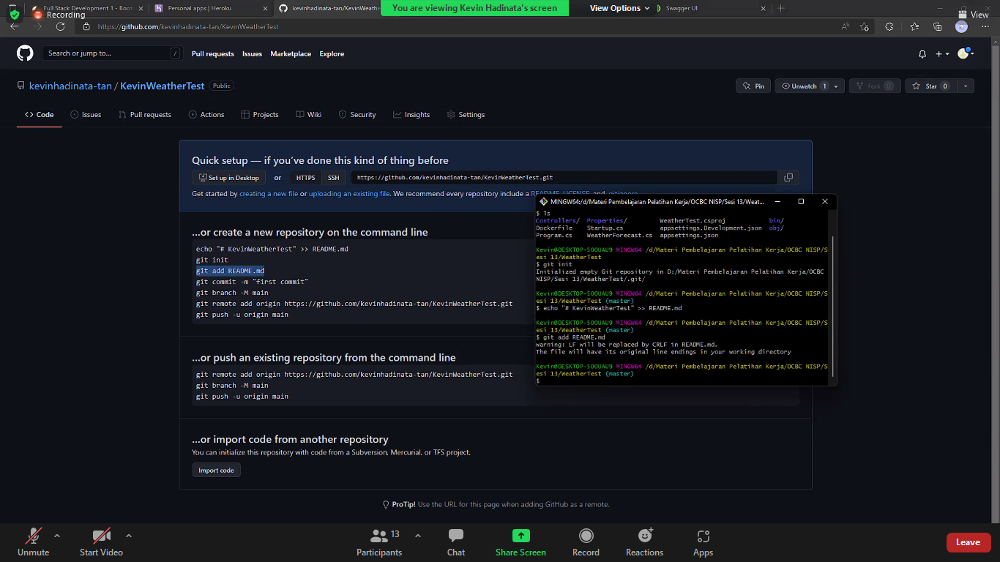 Recording
Full Stack Development 1 - Boot
Personal apps | Heroku
kevinhadinata-tan/KevinWeathe
You are viewing Kevin Hadinata's screen
View Options
Swagger UI
View
https://github.com/kevinhadinata-tan/KevinWeatherTest
Search or jump to...
/
Pull requests
Issues
Marketplace
Explore
kevinhadinata-tan / KevinWeatherTest
Public
Pin
Unwatch 1
Fork 0
Star 0
Code
Issues
Pull requests
Actions
Projects
Wiki
Security
Insights
Settings
Quick setup — if you've done this kind of thing before
Set up in Desktop
or
HTTPS
SSH
https://github.com/kevinhadinata-tan/KevinWeatherTest.git
Get started by creating a new file or uploading an existing file. We recommend every repository include a README, LICENSE, and .gitignore.
...or create a new repository on the command line
echo "# KevinWeatherTest" >> README.md
git init
git add README.md
git commit -m "first commit"
git branch -M main
git remote add origin https://github.com/kevinhadinata-tan/KevinWeatherTest.git
git push -u origin main
...or push an existing repository from the command line
git remote add origin https://github.com/kevinhadinata-tan/KevinWeatherTest.git
git branch -M main
git push -u origin main
...or import code from another repository
You can initialize this repository with code from a Subversion, Mercurial, or TFS project.
Import code
ProTip! Use the URL for this page when adding GitHub as a remote.
MINGW64:/d/Materi Pembelajaran Pelatihan Kerja/OCBC NISP/Sesi 13/Weat...
$ ls
Controllers/ Properties/ WeatherTest.csproj bin/
Dockerfile Startup.cs appsettings.Development.json obj/
Program.cs WeatherForecast.cs appsettings.json
Kevin@DESKTOP-5OOUAU9 MINGW64 /d/Materi Pembelajaran Pelatihan Kerja/OCBC NISP/S
esi 13/WeatherTest
$ git init
Initialized empty Git repository in D:/Materi Pembelajaran Pelatihan Kerja/OCBC
NISP/Sesi 13/WeatherTest/.git/
Kevin@DESKTOP-5OOUAU9 MINGW64 /d/Materi Pembelajaran Pelatihan Kerja/OCBC NISP/S
esi 13/WeatherTest (master)
$ echo "# KevinWeatherTest" >> README.md
Kevin@DESKTOP-5OOUAU9 MINGW64 /d/Materi Pembelajaran Pelatihan Kerja/OCBC NISP/S
esi 13/WeatherTest (master)
$ git add README.md
warning: LF will be replaced by CRLF in README.md.
The file will have its original line endings in your working directory
Kevin@DESKTOP-5OOUAU9 MINGW64 /d/Materi Pembelajaran Pelatihan Kerja/OCBC NISP/S
esi 13/WeatherTest (master)
$
Unmute
Start Video
13
Participants
Chat
Share Screen
Record
Reactions
Apps
Leave